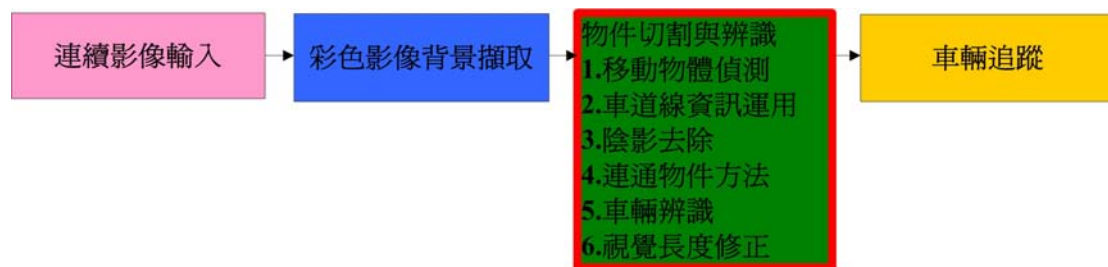 連續影像輸入
彩色影像背景擷取
物件切割與辨識
1.移動物體偵測
2.車道線資訊運用
3.陰影去除
4.連通物件方法
5.車輛辨識
6.視覺長度修正
車輛追蹤